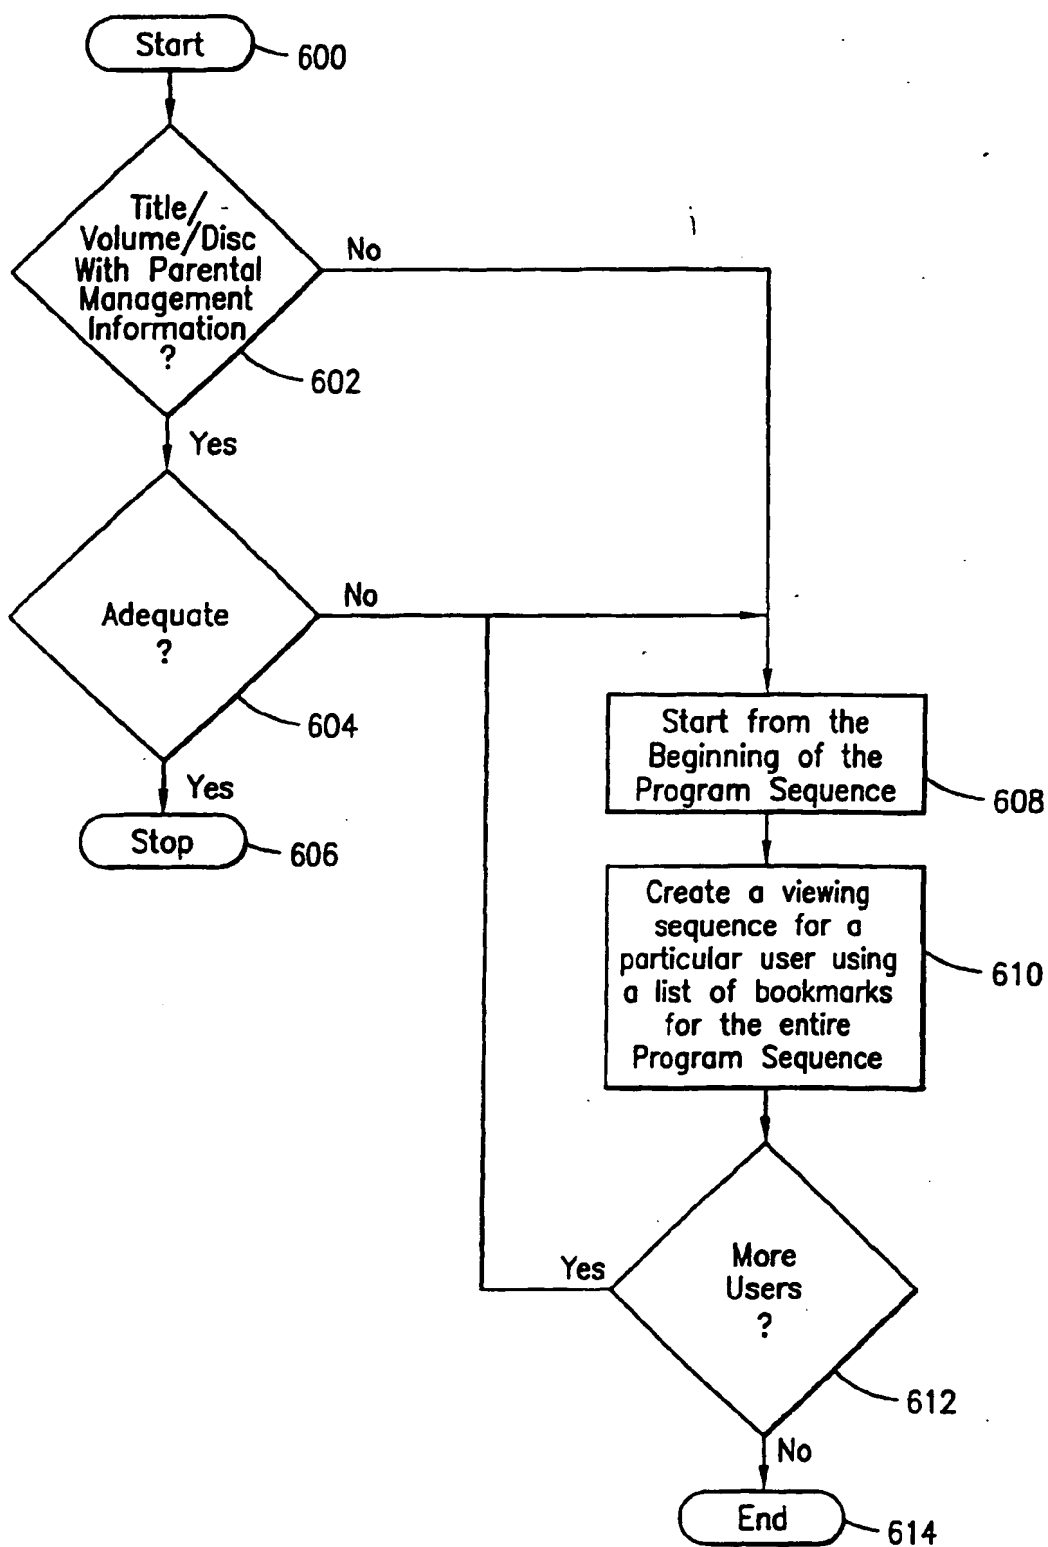 Start
600
Title/
Volume/Disc
With Parental
Management
Information
?
No
602
Yes
Adequate
?
No
604
Yes
Stop
606
Start from the
Beginning of the
Program Sequence
608
Create a viewing
sequence for a
particular user using
a list of bookmarks
for the entire
Program Sequence
610
More
Users
?
Yes
612
No
End
614